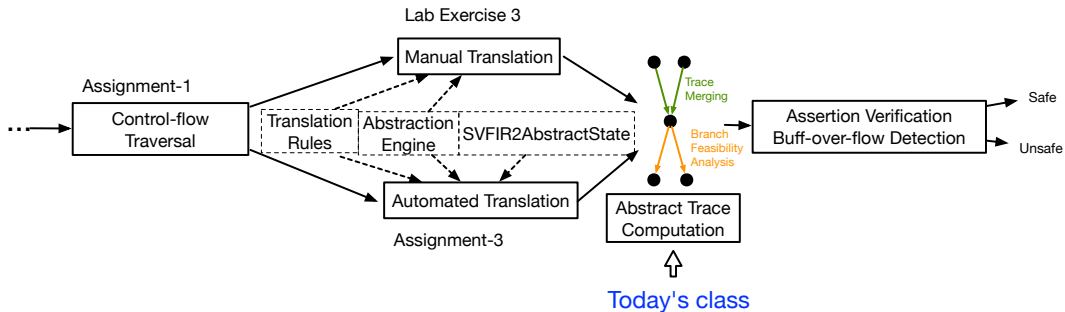 Lab Exercise 3
Manual Translation
Assignment-1
...
Control-flow
Traversal
Translation
Rules
Abstraction
Engine
SVFIR2AbstractState
Automated Translation
Assignment-3
Trace
Merging
Branch
Feasibility
Analysis
Abstract Trace
Computation
Today's class
Assertion Verification
Buff-over-flow Detection
Safe
Unsafe